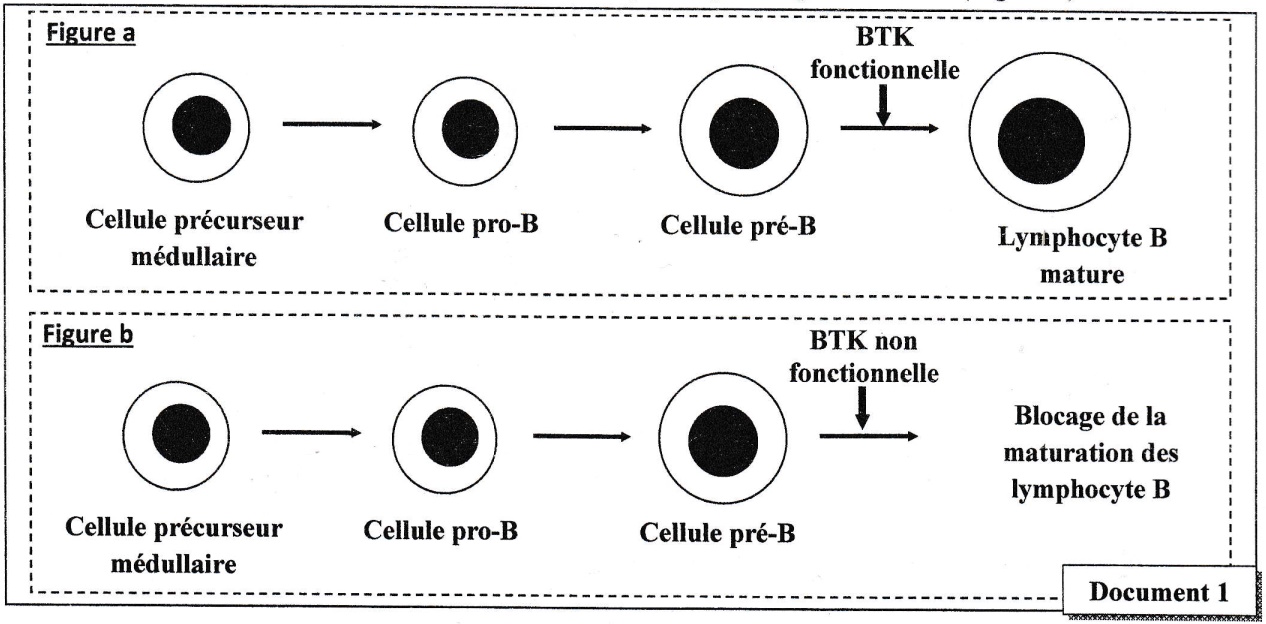 Figure a
BTK
fonctionnelle
Cellule précurseur
médullaire
Cellule pro-B
Cellule pré-B
Lymphocyte B
mature
Figure b
BTK non
fonctionnelle
Cellule précurseur
médullaire
Cellule pro-B
Cellule pré-B
Blocage de la
maturation des
lymphocyte B
Document 1